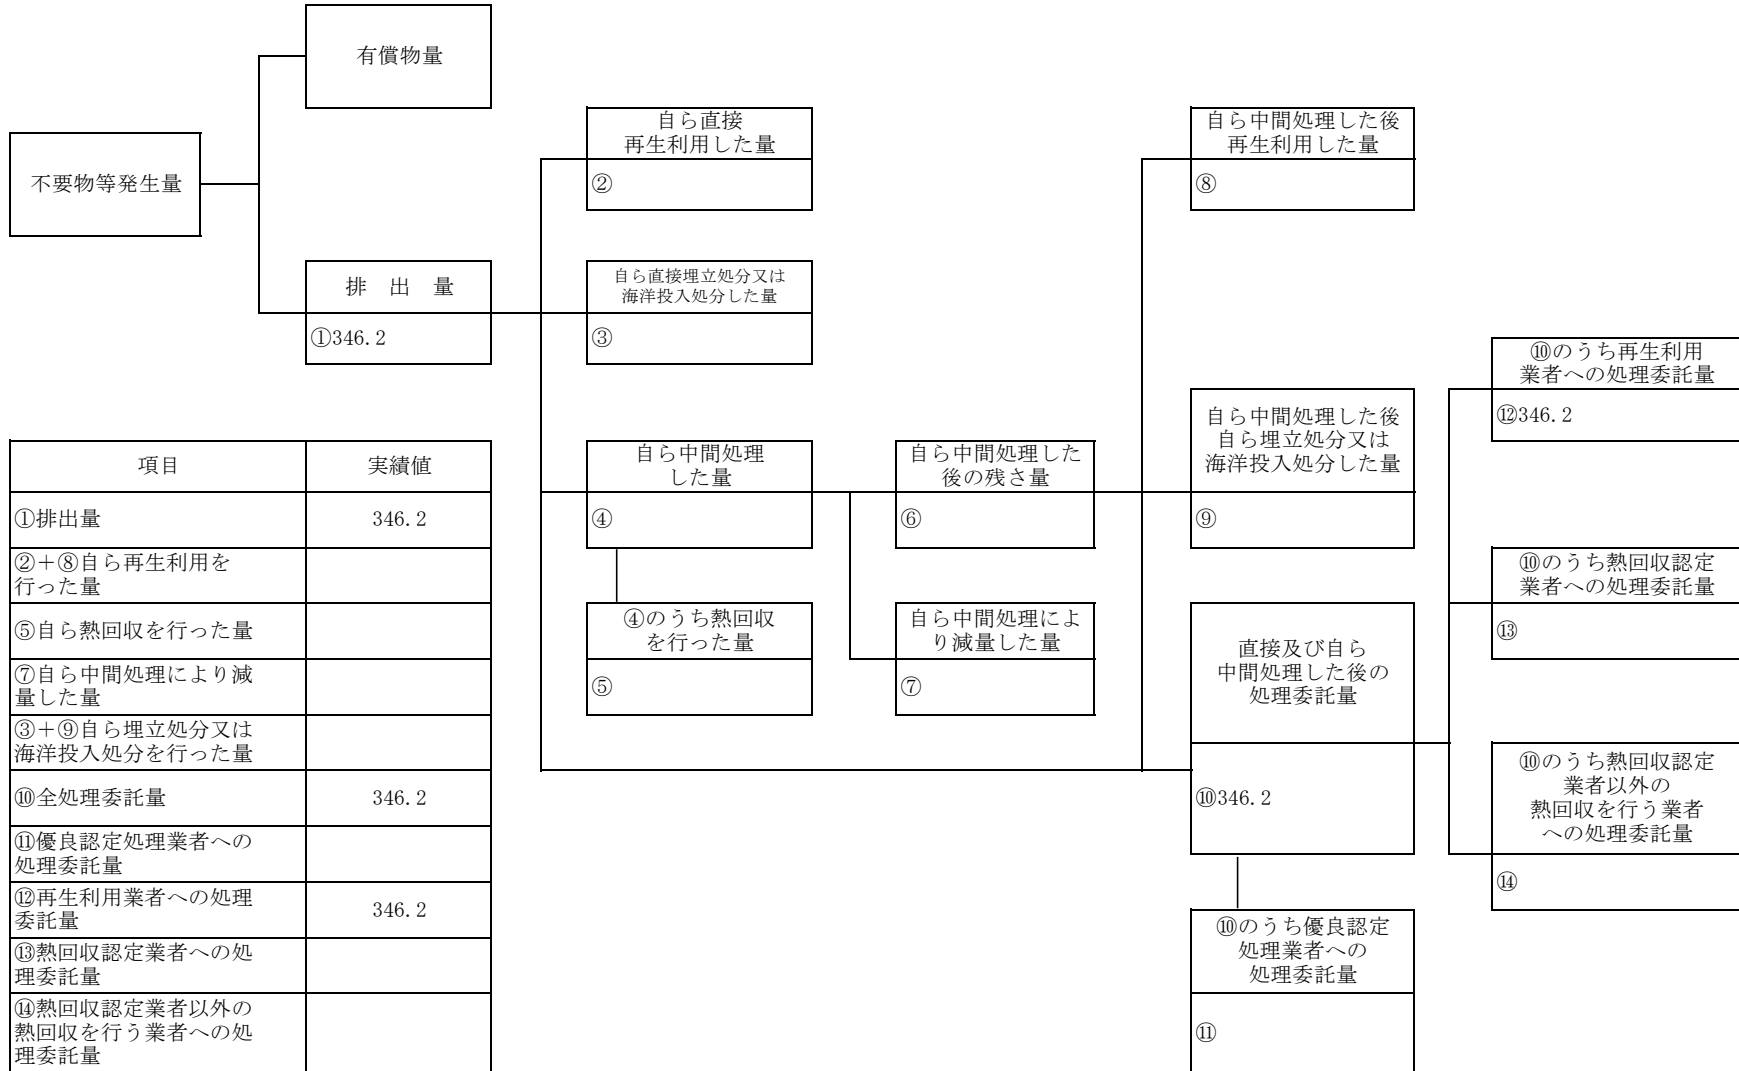 有償物量
不要物等発生量
排　出　量
①346.2
自ら直接
再生利用した量
②
自ら直接埋立処分又は
海洋投入処分した量
③
自ら中間処理
した量
④
④のうち熱回収
を行った量
⑤
自ら中間処理した
後の残さ量
⑥
自ら中間処理によ
り減量した量
⑦
自ら中間処理した後
再生利用した量
⑧
自ら中間処理した後
自ら埋立処分又は
海洋投入処分した量
⑨
直接及び自ら
中間処理した後の
処理委託量
⑩346.2
⑩のうち優良認定
処理業者への
処理委託量
⑪
⑩のうち再生利用
業者への処理委託量
⑫346.2
⑩のうち熱回収認定
業者への処理委託量
⑬
⑩のうち熱回収認定
業者以外の
熱回収を行う業者
への処理委託量
⑭
項目 実績値
①排出量 346.2
②＋⑧自ら再生利用を
行った量
⑤自ら熱回収を行った量
⑦自ら中間処理により減
量した量
③＋⑨自ら埋立処分又は
海洋投入処分を行った量
⑩全処理委託量 346.2
⑪優良認定処理業者への
処理委託量
⑫再生利用業者への処理
委託量 346.2
⑬熱回収認定業者への処
理委託量
⑭熱回収認定業者以外の
熱回収を行う業者への処
理委託量